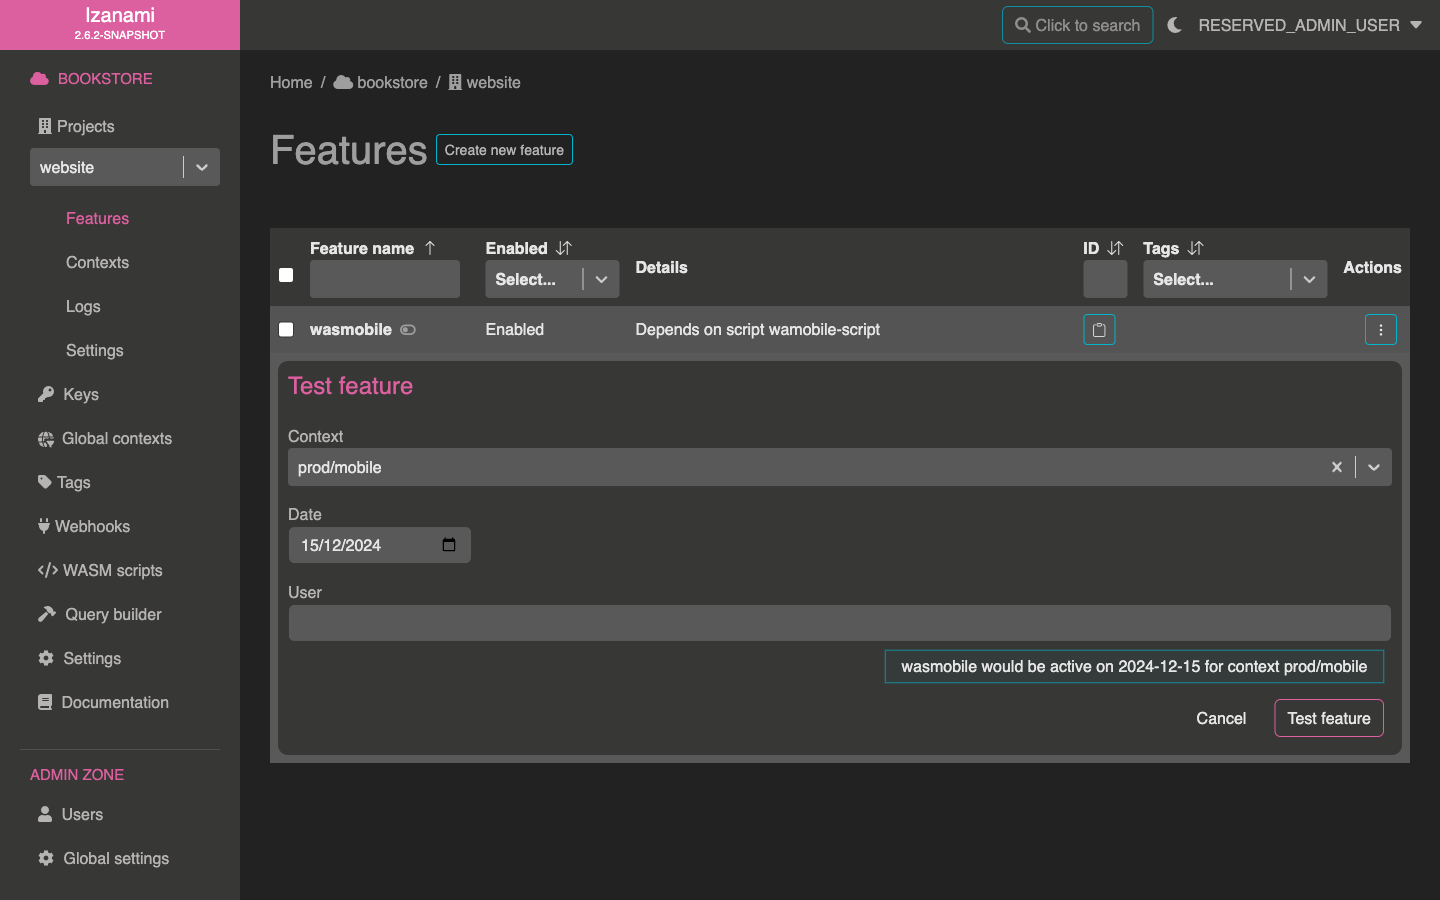 Izanami
2.6.2-SNAPSHOT
Click to search
RESERVED_ADMIN_USER
BOOKSTORE
Projects
website
Features
Contexts
Logs
Settings
Keys
Global contexts
Tags
Webhooks
WASM scripts
Query builder
Settings
Documentation
ADMIN ZONE
Users
Global settings
Home / bookstore / website
Features
Create new feature
Feature name Enabled Details ID Tags Actions
Select... Select...
wasmobile Enabled Depends on script wamobile-script
Test feature
Context
prod/mobile
Date
15/12/2024
User
wasmobile would be active on 2024-12-15 for context prod/mobile
Cancel Test feature